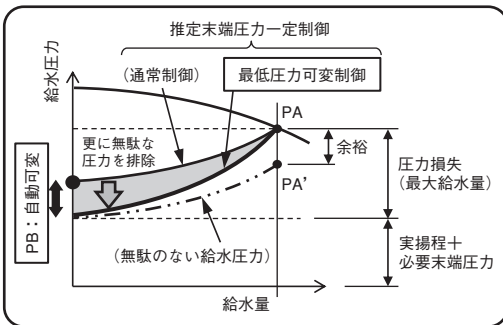 推定末端圧力一定制御
(通常制御)
最低圧力可変制御
給水圧力
PA
更に無駄な
圧力を排除
余裕
圧力損失
(最大給水量)
PA'
PB：自動可変
(無駄のない給水圧力)
実揚程＋
必要末端圧力
給水量